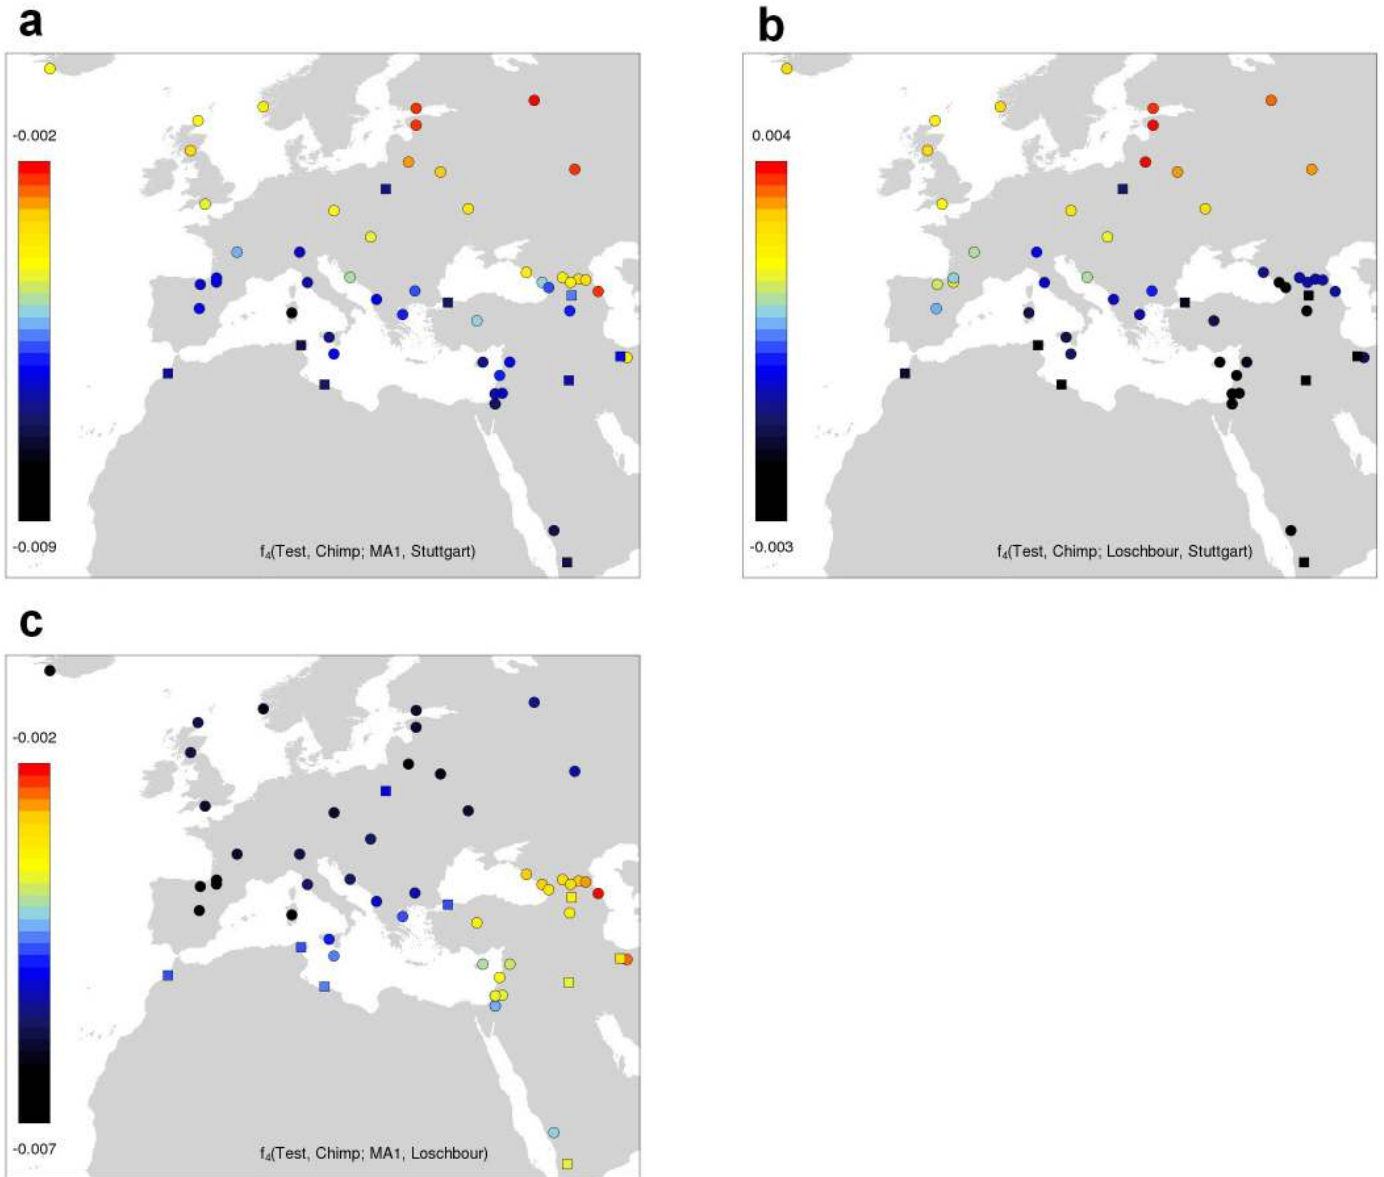 a
-0.002
-0.009
f₄(Test, Chimp; MA1, Stuttgart)
b
0.004
-0.003
f₄(Test, Chimp; Loschbour, Stuttgart)
c
-0.002
-0.007
f₄(Test, Chimp; MA1, Loschbour)